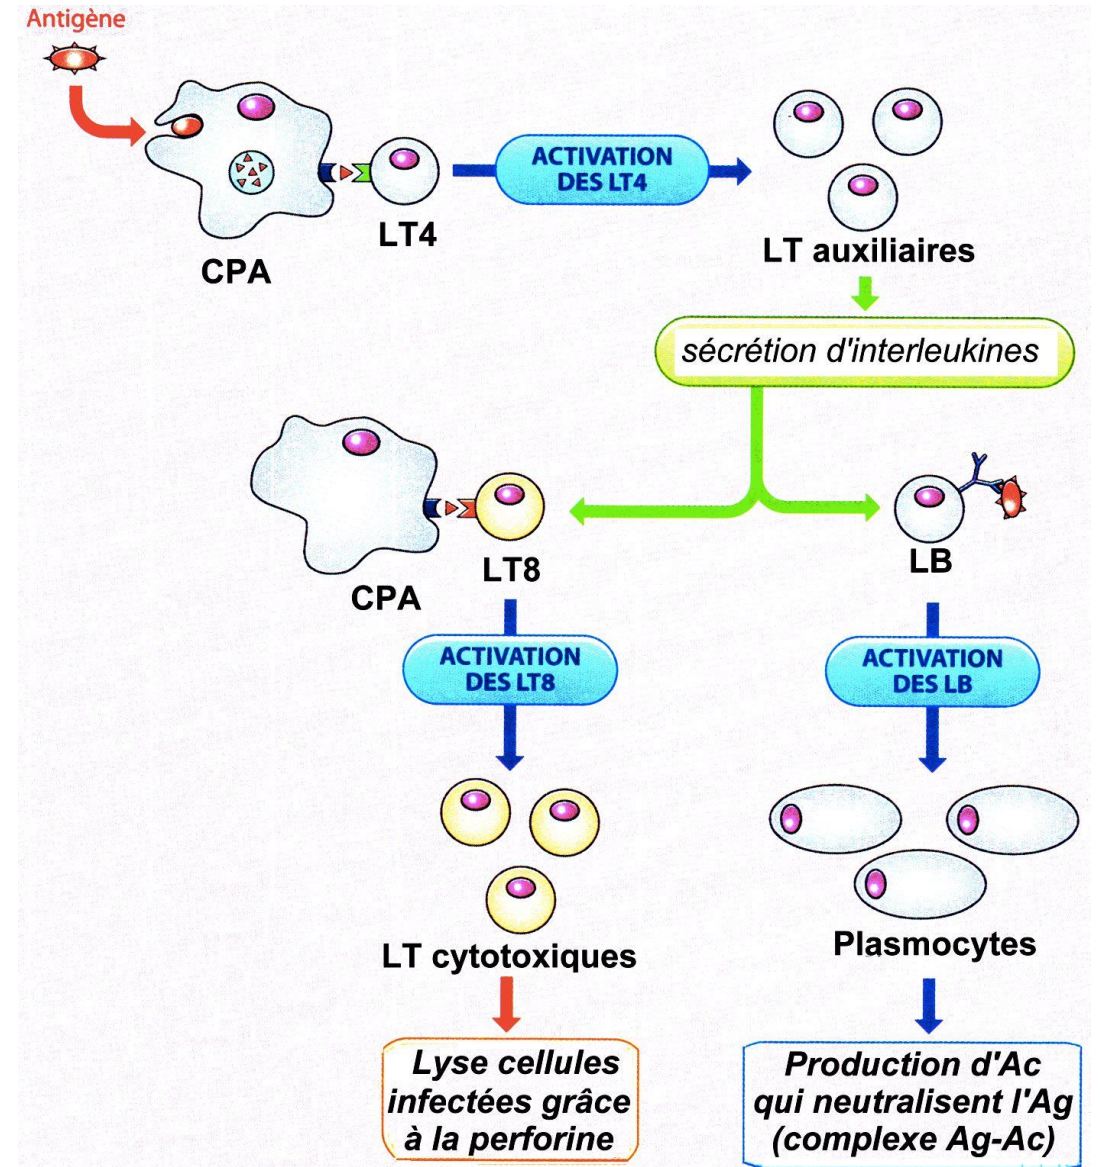 Antigène
ACTIVATION
DES LT4
LT4
CPA
LT auxiliaires
sécrétion d'interleukines
LT8
CPA
LB
ACTIVATION
DES LT8
ACTIVATION
DES LB
LT cytotoxiques
Plasmocytes
Lyse cellules
infectées grâce
à la perforine
Production d'Ac
qui neutralisent l'Ag
(complexe Ag-Ac)